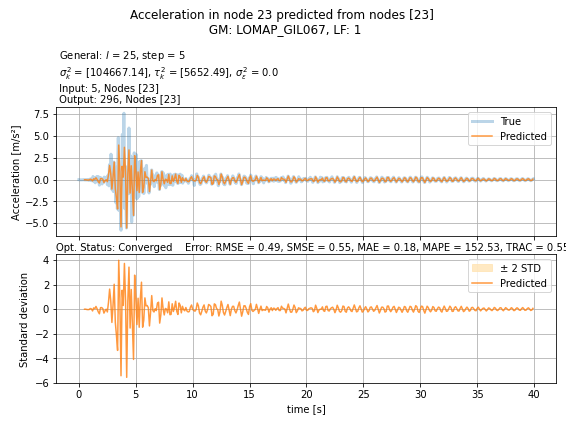 Acceleration in node 23 predicted from nodes [23]
GM: LOMAP_GIL067, LF: 1
General: l = 25, step = 5
σ²ₖ = [104667.14], τ²ₖ = [5652.49], σ²ε = 0.0
Input: 5, Nodes [23]
Output: 296, Nodes [23]
7.5
5.0
2.5
0.0
−2.5
−5.0
Acceleration [m/s²]
True
Predicted
Opt. Status: Converged Error: RMSE = 0.49, SMSE = 0.55, MAE = 0.18, MAPE = 152.53, TRAC = 0.55
4
2
0
−2
−4
−6
Standard deviation
± 2 STD
Predicted
0 5 10 15 20 25 30 35 40
time [s]